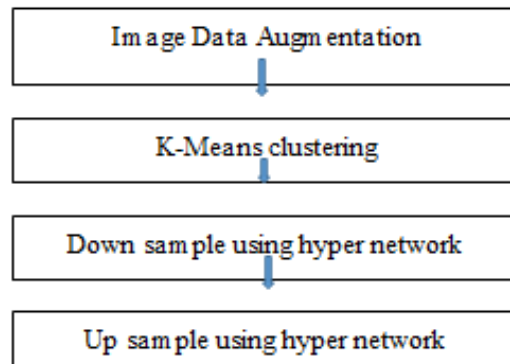 Image Data Augmentation
K-Means clustering
Down sample using hyper network
Up sample using hyper network